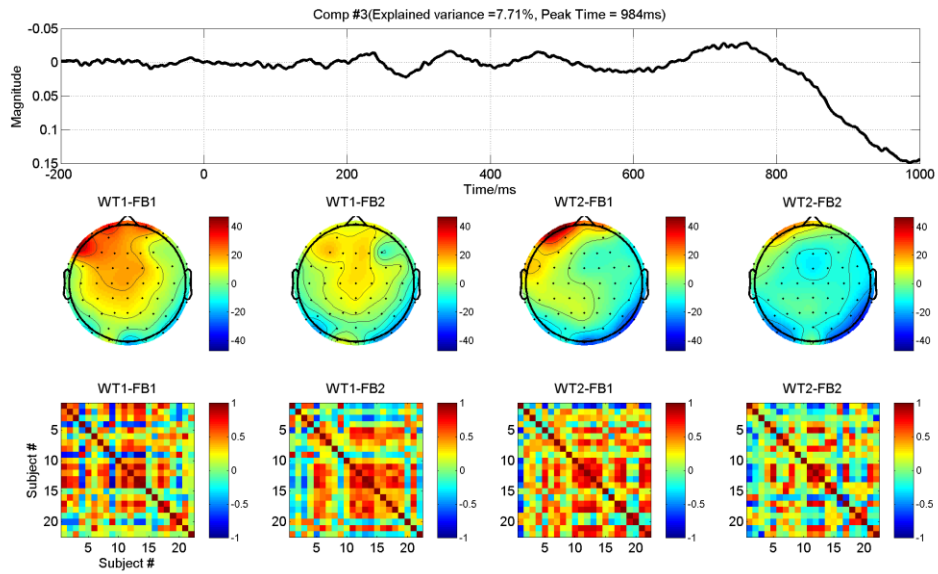 Comp #3(Explained variance =7.71%, Peak Time = 984ms)
-0.05
0
0.05
0.1
0.15
Magnitude
-200 0 200 400 600 800 1000
Time/ms
WT1-FB1 WT1-FB2 WT2-FB1 WT2-FB2
40 40 40 40
20 20 20 20
0 0 0 0
-20 -20 -20 -20
-40 -40 -40 -40
WT1-FB1 WT1-FB2 WT2-FB1 WT2-FB2
1 1 1 1
5 5 5 5
0.5 0.5 0.5 0.5
10 10 10 10
0 0 0 0
15 15 15 15
-0.5 -0.5 -0.5 -0.5
20 20 20 20
-1 -1 -1 -1
Subject #
5 10 15 20 5 10 15 20 5 10 15 20 5 10 15 20
Subject #